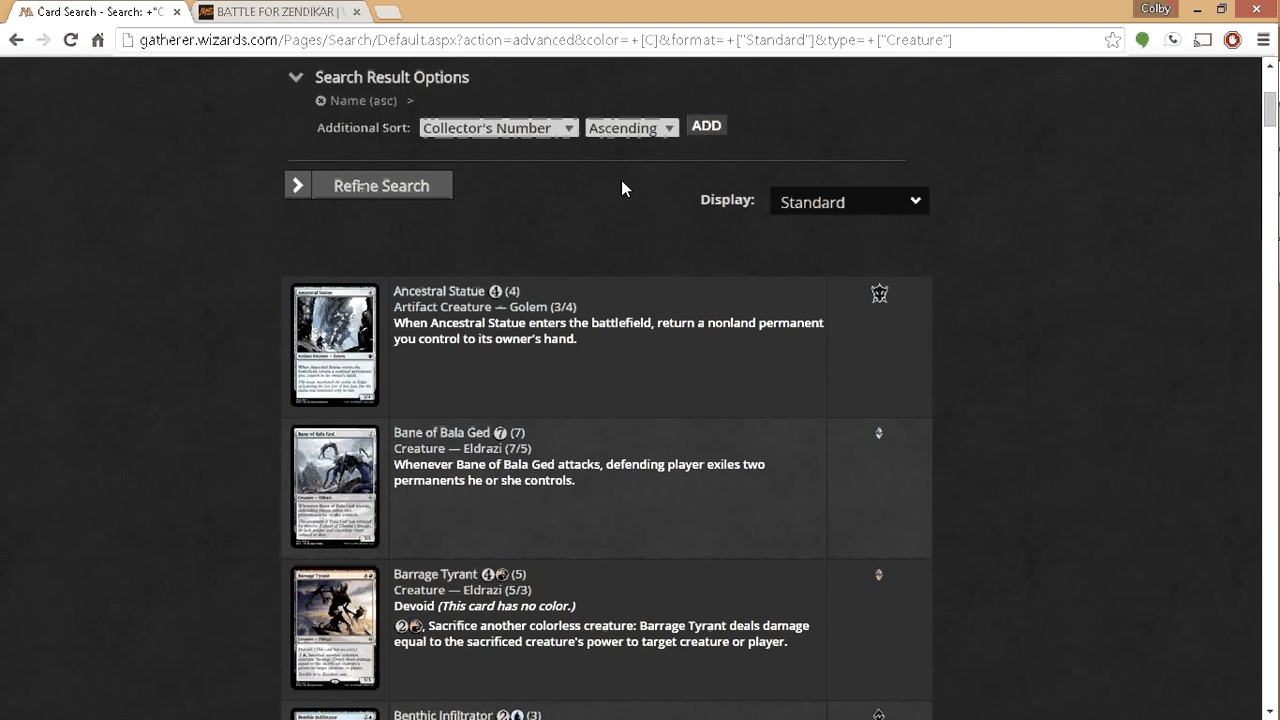 Card Search - Search: +"C
BATTLE FOR ZENDIKAR |
Colby
gatherer.wizards.com/Pages/Search/Default.aspx?action=advanced&color=+[C]&format=+["Standard"]&type=+["Creature"]
Search Result Options
Name (asc) >
Additional Sort: Collector's Number Ascending ADD
Refine Search
Display: Standard
Ancestral Statue 4 (4)
Artifact Creature — Golem (3/4)
When Ancestral Statue enters the battlefield, return a nonland permanent
you control to its owner's hand.
Bane of Bala Ged 7 (7)
Creature — Eldrazi (7/5)
Whenever Bane of Bala Ged attacks, defending player exiles two
permanents he or she controls.
Barrage Tyrant 4 (5)
Creature — Eldrazi (5/3)
Devoid (This card has no color.)
2, Sacrifice another colorless creature: Barrage Tyrant deals damage
equal to the sacrificed creature's power to target creature or player.
Benthic Infiltrator 2 (3)